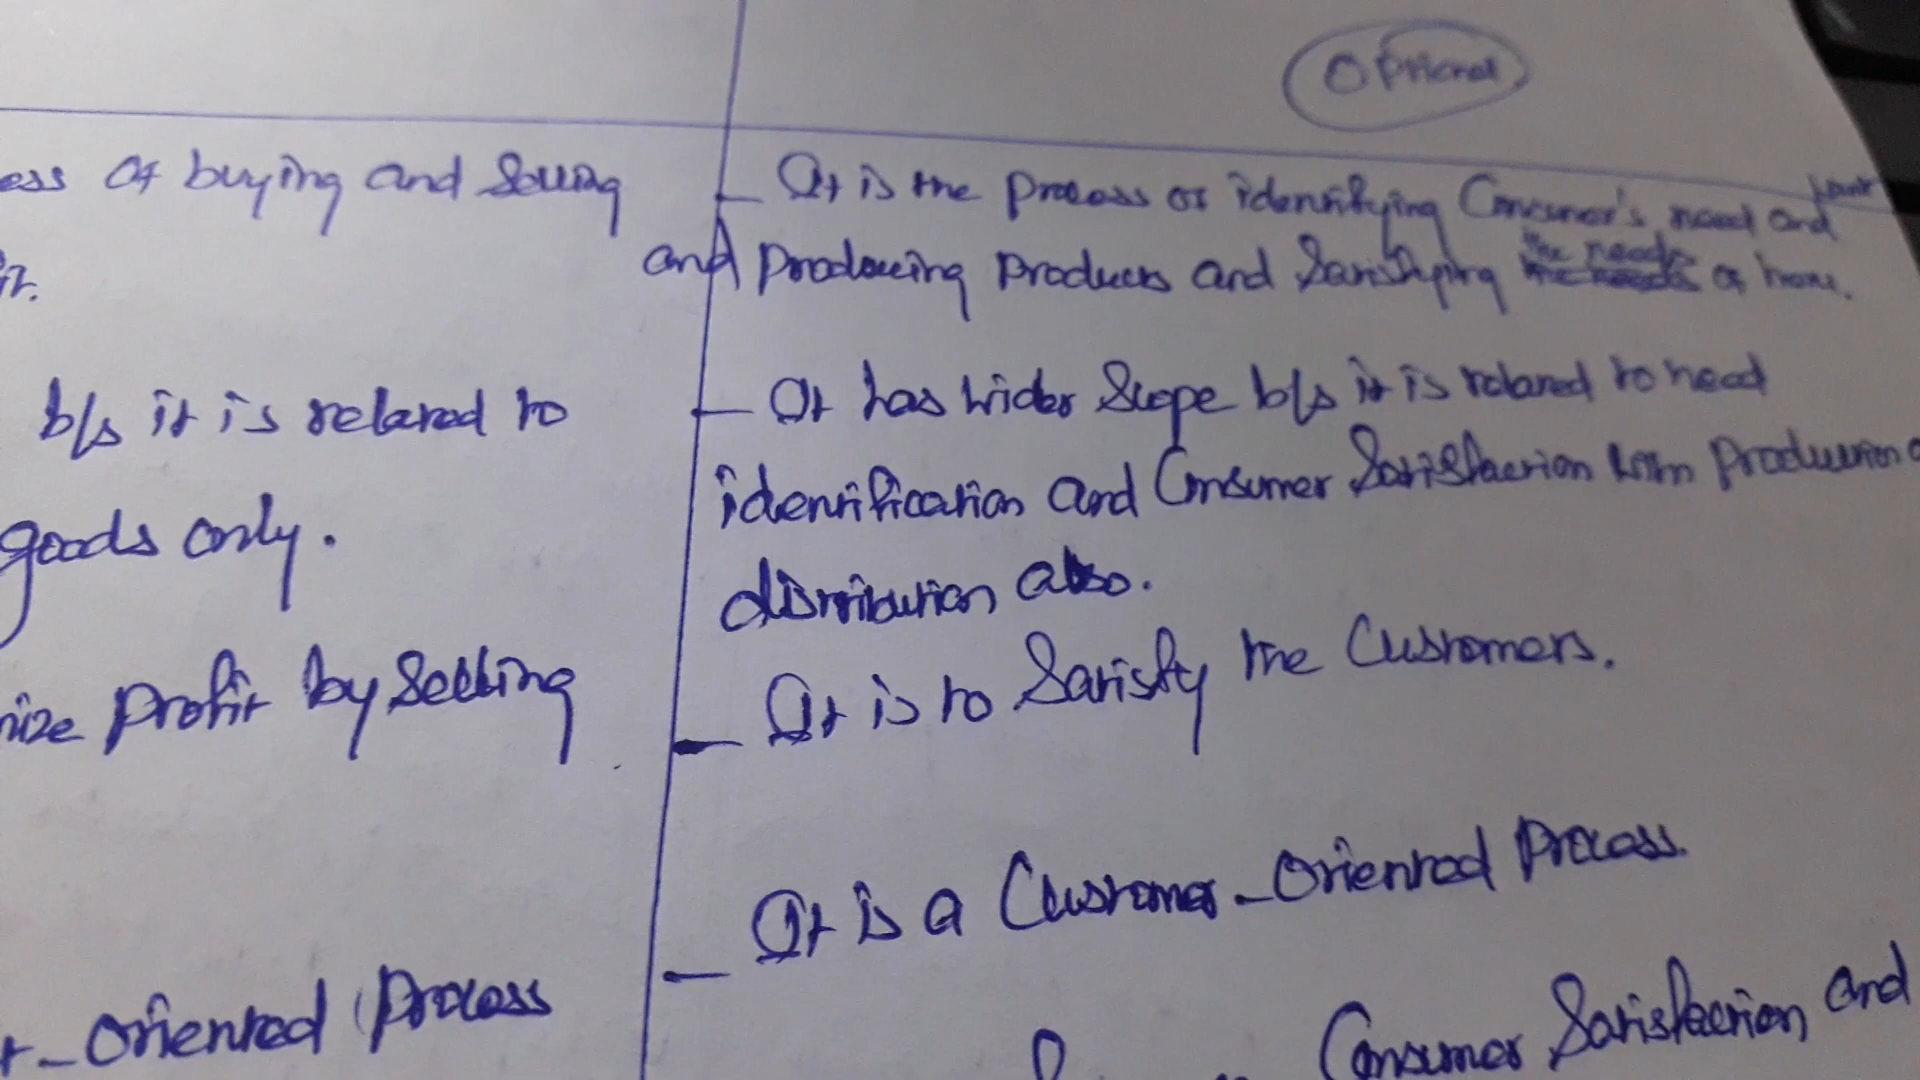 Optional
ess of buying and selling
it.
b/s it is related to
goods only.
nize profit by selling
t-oriented process
- It is the process of identifying Consumer's need and
and producing products and satisfying the needs of
- It has wider scope b/s it is related to need
identification and Consumer satisfaction with production
distribution also.
- It is to satisfy the Customers.
- It is a Customer-oriented process.
Consumer satisfaction and